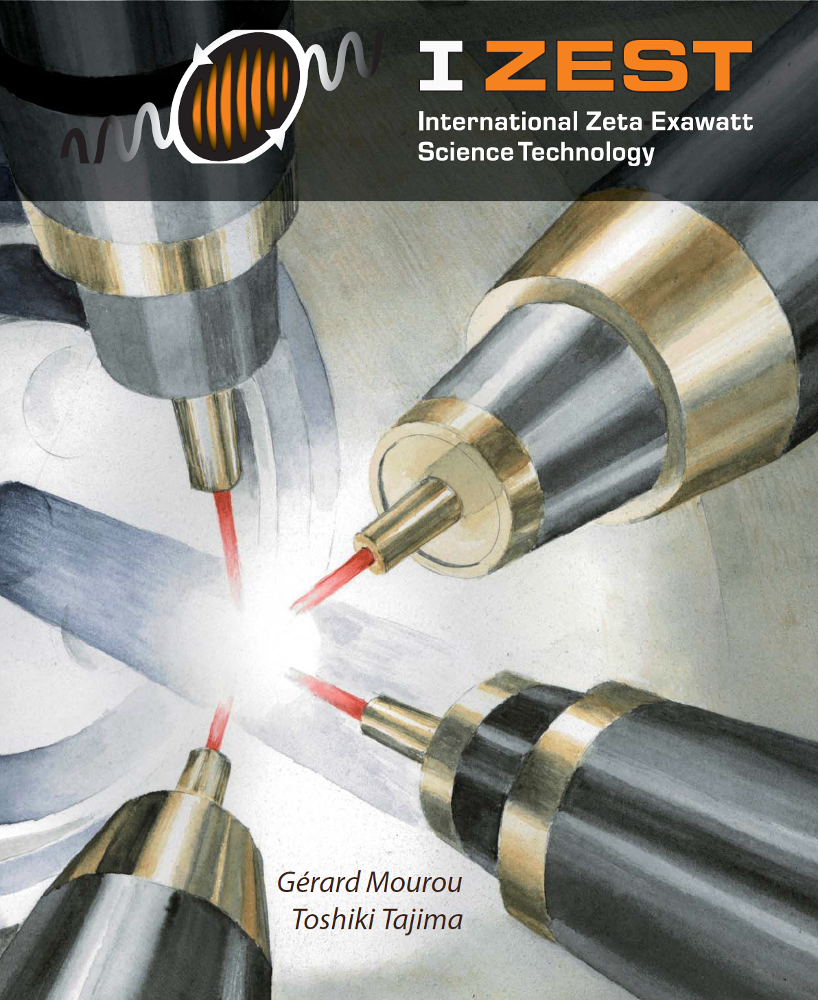 I ZEST
International Zeta Exawatt
Science Technology
Gérard Mourou
Toshiki Tajima